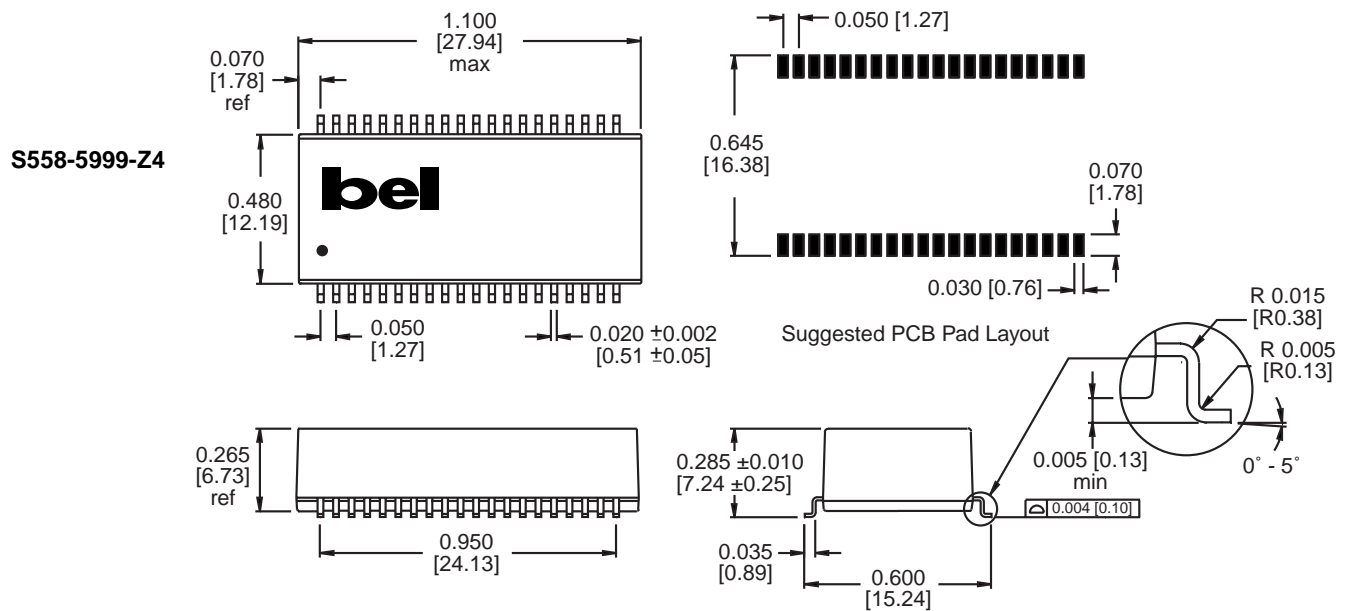 S558-5999-Z4
1.100
[27.94]
max
0.070
[1.78]
ref
0.480
[12.19]
bel
0.050
[1.27]
0.020 ±0.002
[0.51 ±0.05]
0.050 [1.27]
0.645
[16.38]
0.070
[1.78]
0.030 [0.76]
Suggested PCB Pad Layout
R 0.015
[R0.38]
R 0.005
[R0.13]
0.005 [0.13]
min
0° - 5°
0.265
[6.73]
ref
0.950
[24.13]
0.285 ±0.010
[7.24 ±0.25]
0.035
[0.89]
0.600
[15.24]
0.004 [0.10]